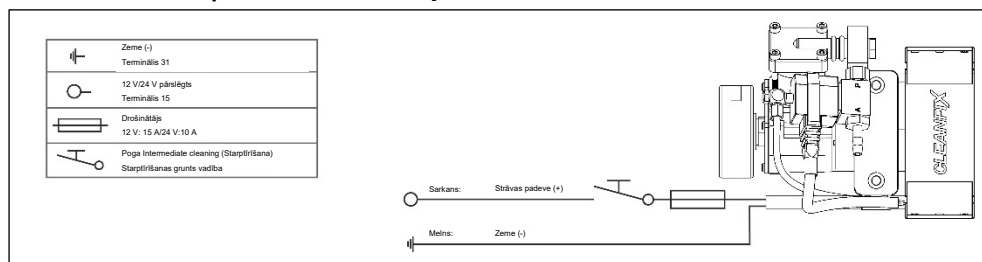 Zeme (-)
Terminālis 31
12 V/24 V pārslēgts
Terminālis 15
Drošinātājs
12 V: 15 A/24 V:10 A
Poga Intermediate cleaning (Starptīrīšana)
Starptīrīšanas grunts vadība
Sarkans: Strāvas padeve (+)
Melns: Zeme (-)
P
A
CLEANFIX